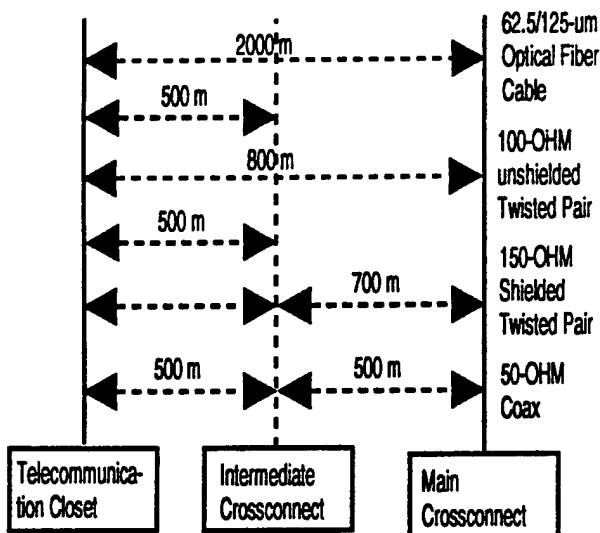 2000 m
62.5/125-um
Optical Fiber
Cable
500 m
800 m
100-OHM
unshielded
Twisted Pair
500 m
700 m
150-OHM
Shielded
Twisted Pair
500 m
500 m
50-OHM
Coax
Telecommunica-
tion Closet
Intermediate
Crossconnect
Main
Crossconnect